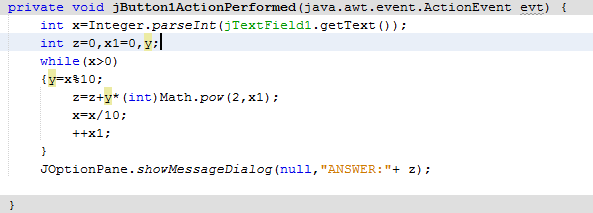 private void jButton1ActionPerformed(java.awt.event.ActionEvent evt) {
int x=Integer.parseInt(jTextField1.getText());
int z=0,x1=0,y;
while(x>0)
{y=x%10;
z=z+y*(int)Math.pow(2,x1);
x=x/10;
++x1;
}
JOptionPane.showMessageDialog(null,"ANSWER:"+ z);
}